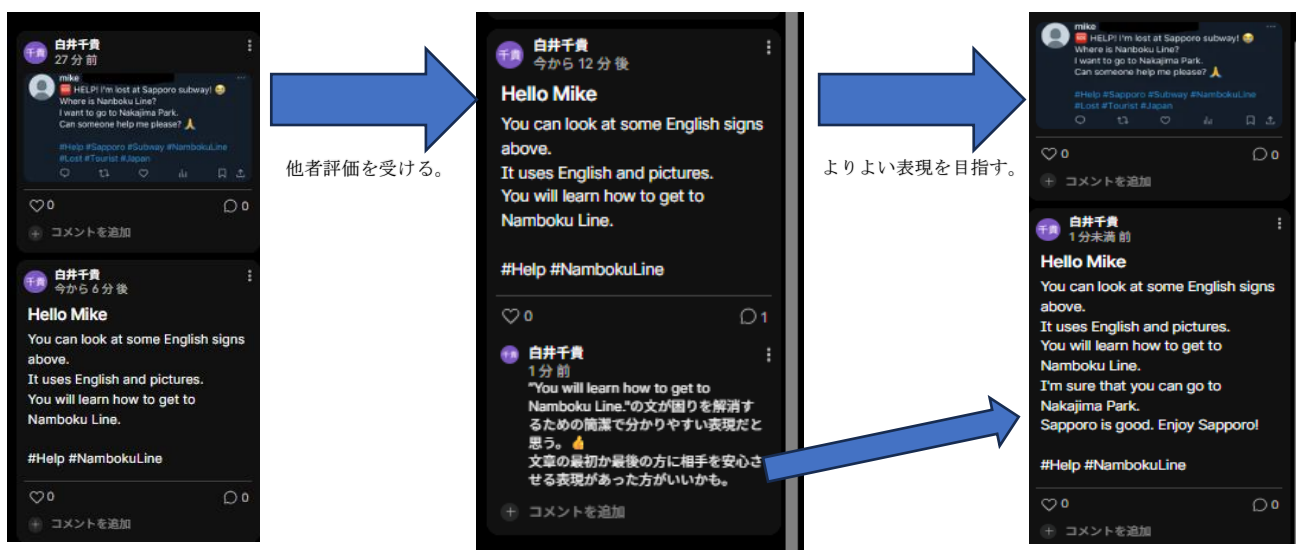 白井千貴
27 分 前
mike
HELP! I'm lost at Sapporo subway!
Where is Nanboku Line?
I want to go to Nakajima Park.
Can someone help me please?
#Help #Sapporo #Subway #NambokuLine
#Lost #Tourist #Japan
0
0
コメントを追加
千貴
白井千貴
今から 6 分 後
Hello Mike
You can look at some English signs
above.
It uses English and pictures.
You will learn how to get to
Namboku Line.
#Help #NambokuLine
0
0
コメントを追加
他者評価を受ける。
千貴
白井千貴
今から 12 分 後
Hello Mike
You can look at some English signs
above.
It uses English and pictures.
You will learn how to get to
Namboku Line.
#Help #NambokuLine
0
1
千貴
白井千貴
1 分 前
"You will learn how to get to
Namboku Line."の文が困りを解消す
るための簡潔で分かりやすい表現だと
思う。
文章の最初か最後の方に相手を安心さ
せる表現があった方がいいかも。
コメントを追加
よりよい表現を目指す。
mike
HELP! I'm lost at Sapporo subway!
Where is Nanboku Line?
I want to go to Nakajima Park.
Can someone help me please?
#Help #Sapporo #Subway #NambokuLine
#Lost #Tourist #Japan
0
0
コメントを追加
千貴
白井千貴
1 分未満 前
Hello Mike
You can look at some English signs
above.
It uses English and pictures.
You will learn how to get to
Namboku Line.
I'm sure that you can go to
Nakajima Park.
Sapporo is good. Enjoy Sapporo!
#Help #NambokuLine
0
0
コメントを追加